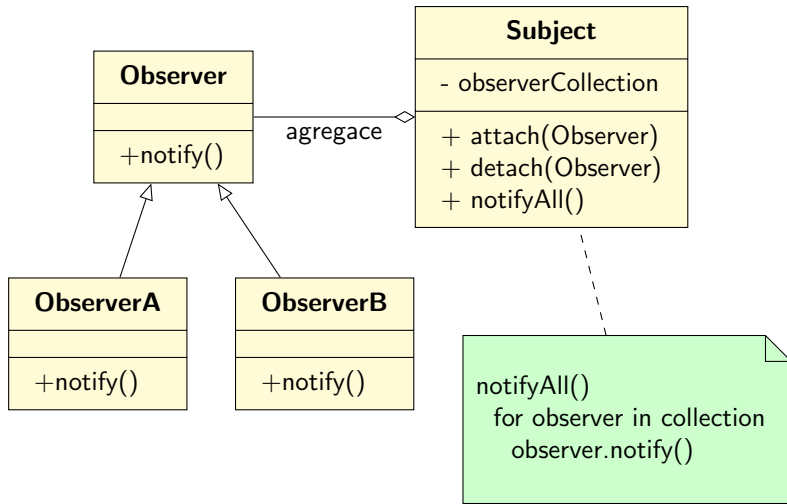 Observer
+notify()
agregace
Subject
- observerCollection
+ attach(Observer)
+ detach(Observer)
+ notifyAll()
ObserverA
+notify()
ObserverB
+notify()
notifyAll()
for observer in collection
observer.notify()